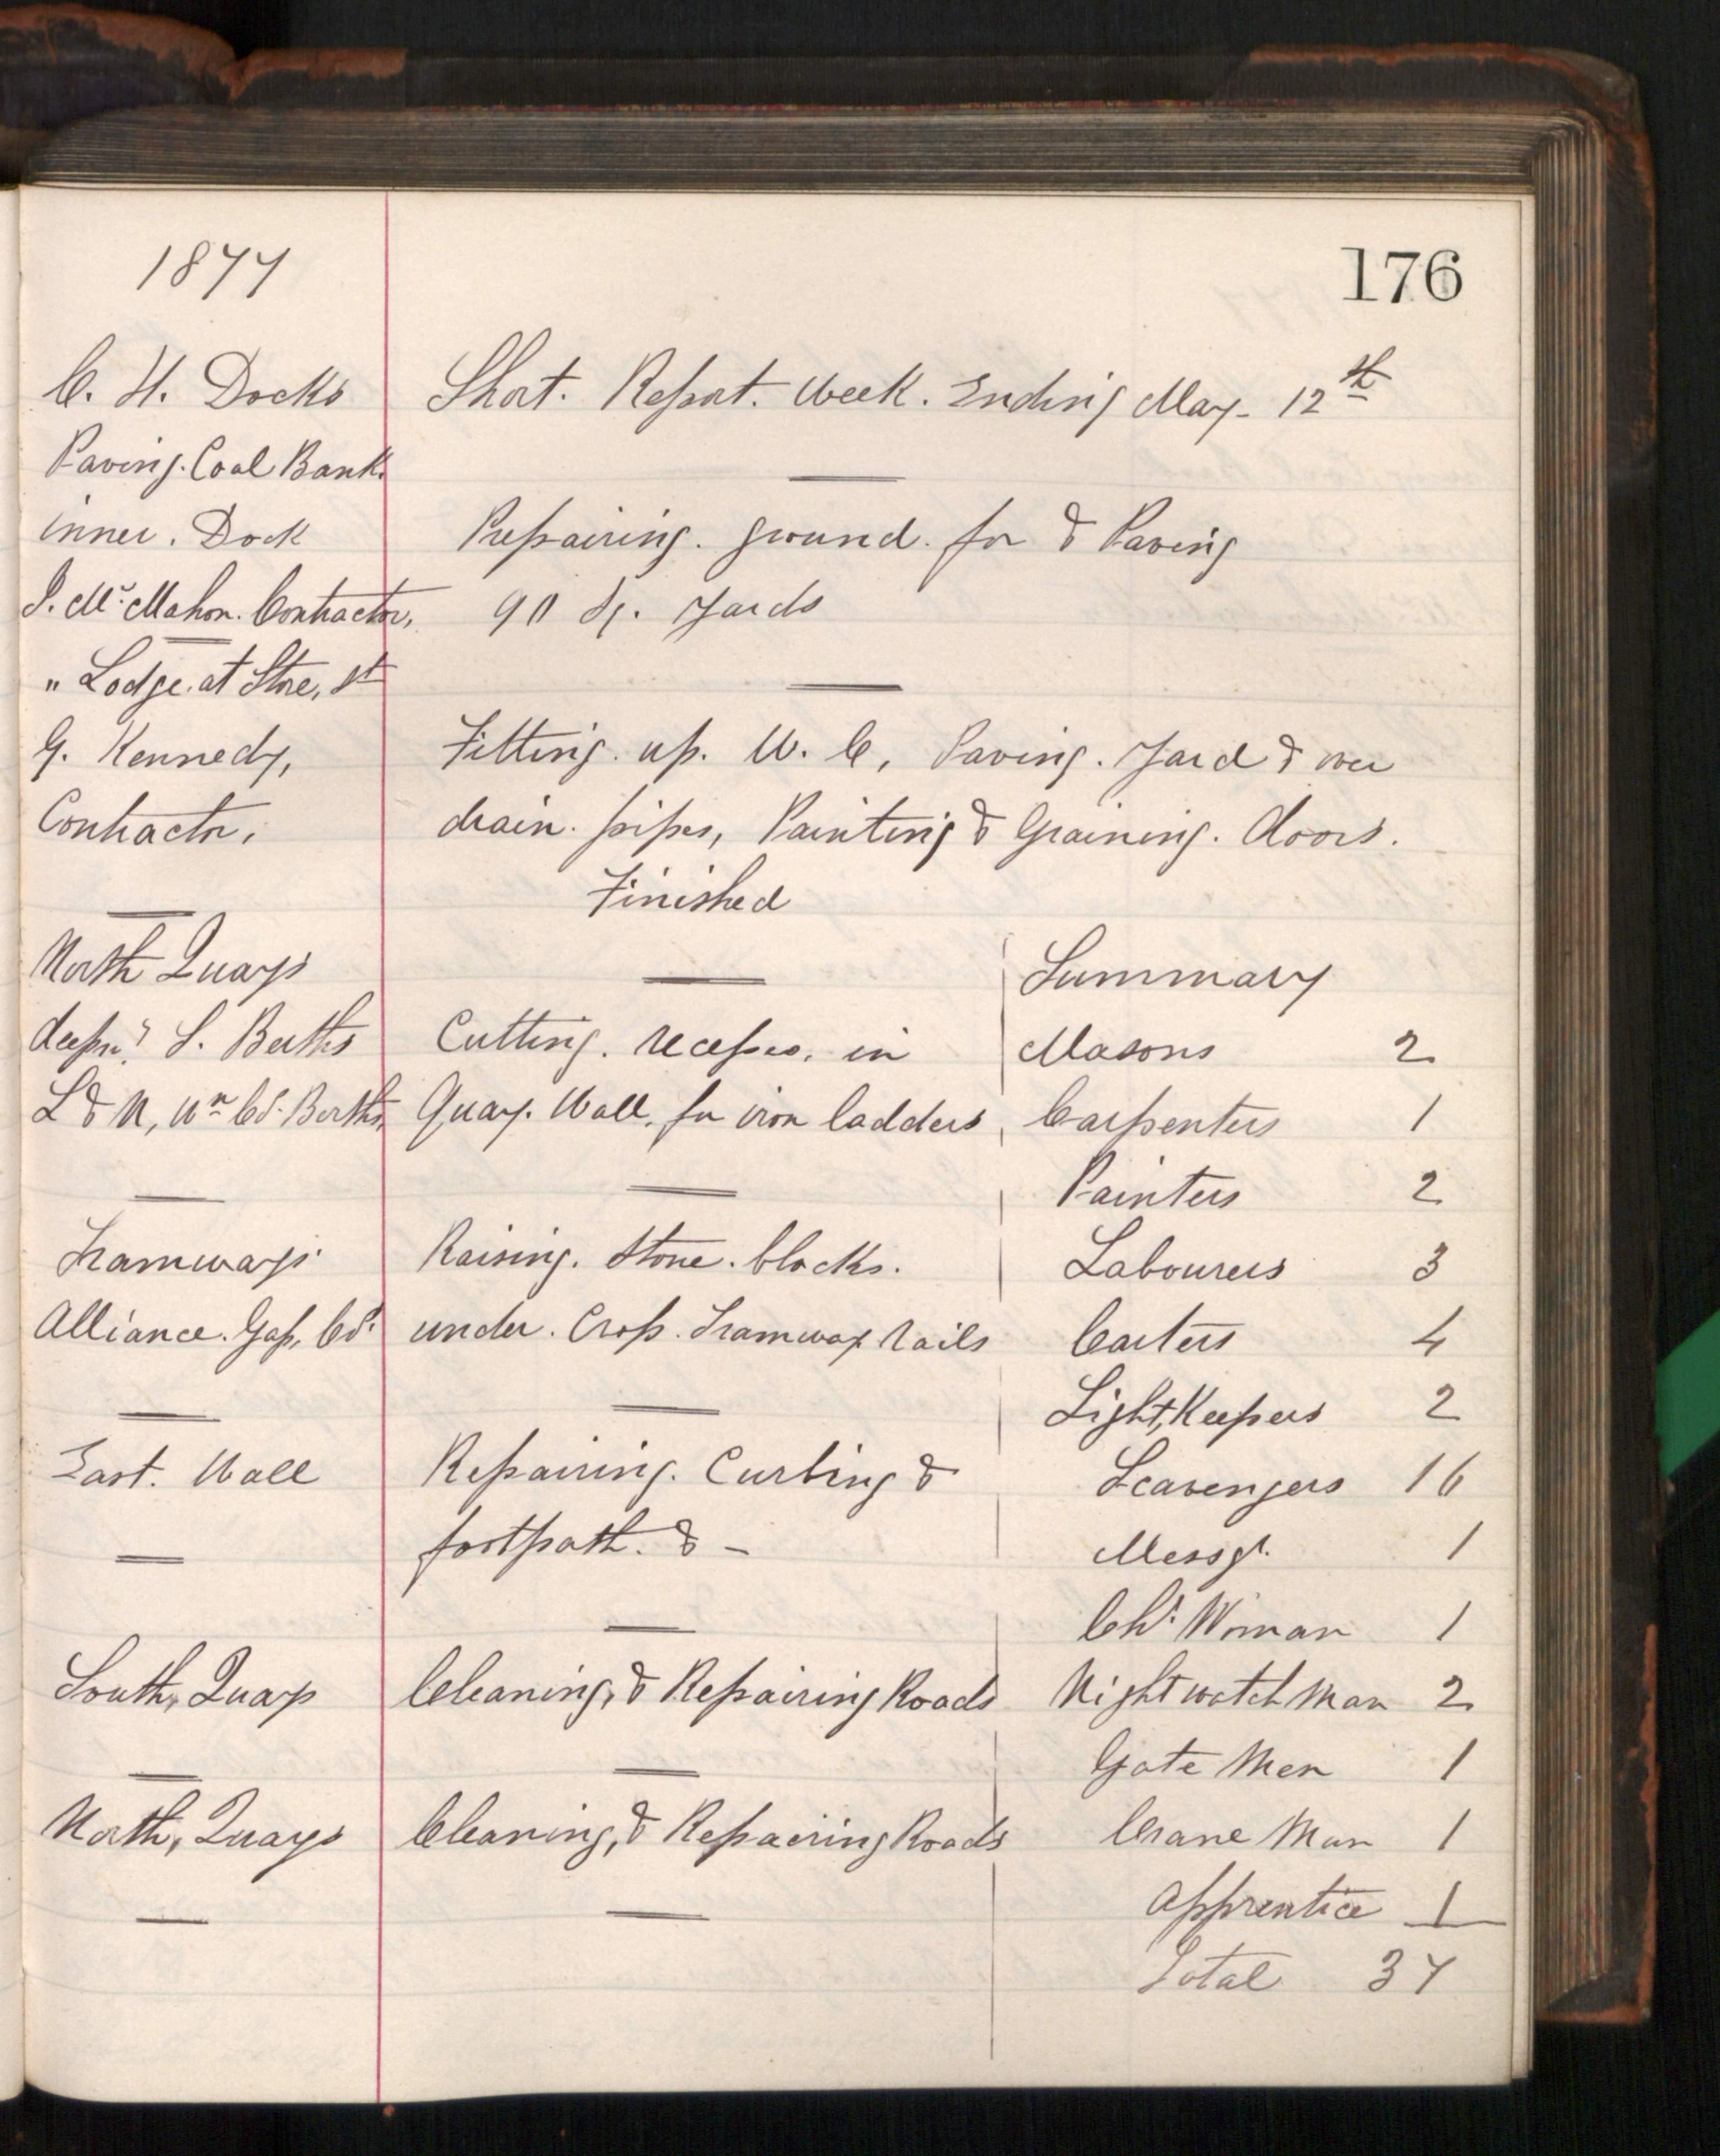 1877
176
C. H. Docks
Short. Report. Week. Ending May - 12th
Paving. Coal Bank
inner. Dock
Preparing. ground. for & Paving
J. Mc. Mahon. Contractor,
90 Sq. Yards
" Lodge. at Store, St
G. Kennedy,
Contractor.
Fitting. up. W. C, Paving. Yard & over
drain. pipes, Painting & Graining. doors.
Finished
North Quays
deepnd S. Berths
L & N, Wn Co. Berths,
Cutting. recesses. in
Quay. Wall. for iron ladders
Tramways
Alliance. Gas, Co.
Raising. Stone. blocks.
under. Cross. Tramway rails
East. Wall
Repairing. Curbing &
footpath. & -
South, Quay
Cleaning, & Repairing Roads
North, Quays
Cleaning, & Repairing Roads
Summary
Masons 2
Carpenters 1
Painters 2
Labourers 3
Carters 4
Light, Keepers 2
Scavengers 16
Messgr. 1
Chr. Woman 1
Night watch Man 2
Gate Men 1
Crane Man 1
Apprentice 1
Total 37